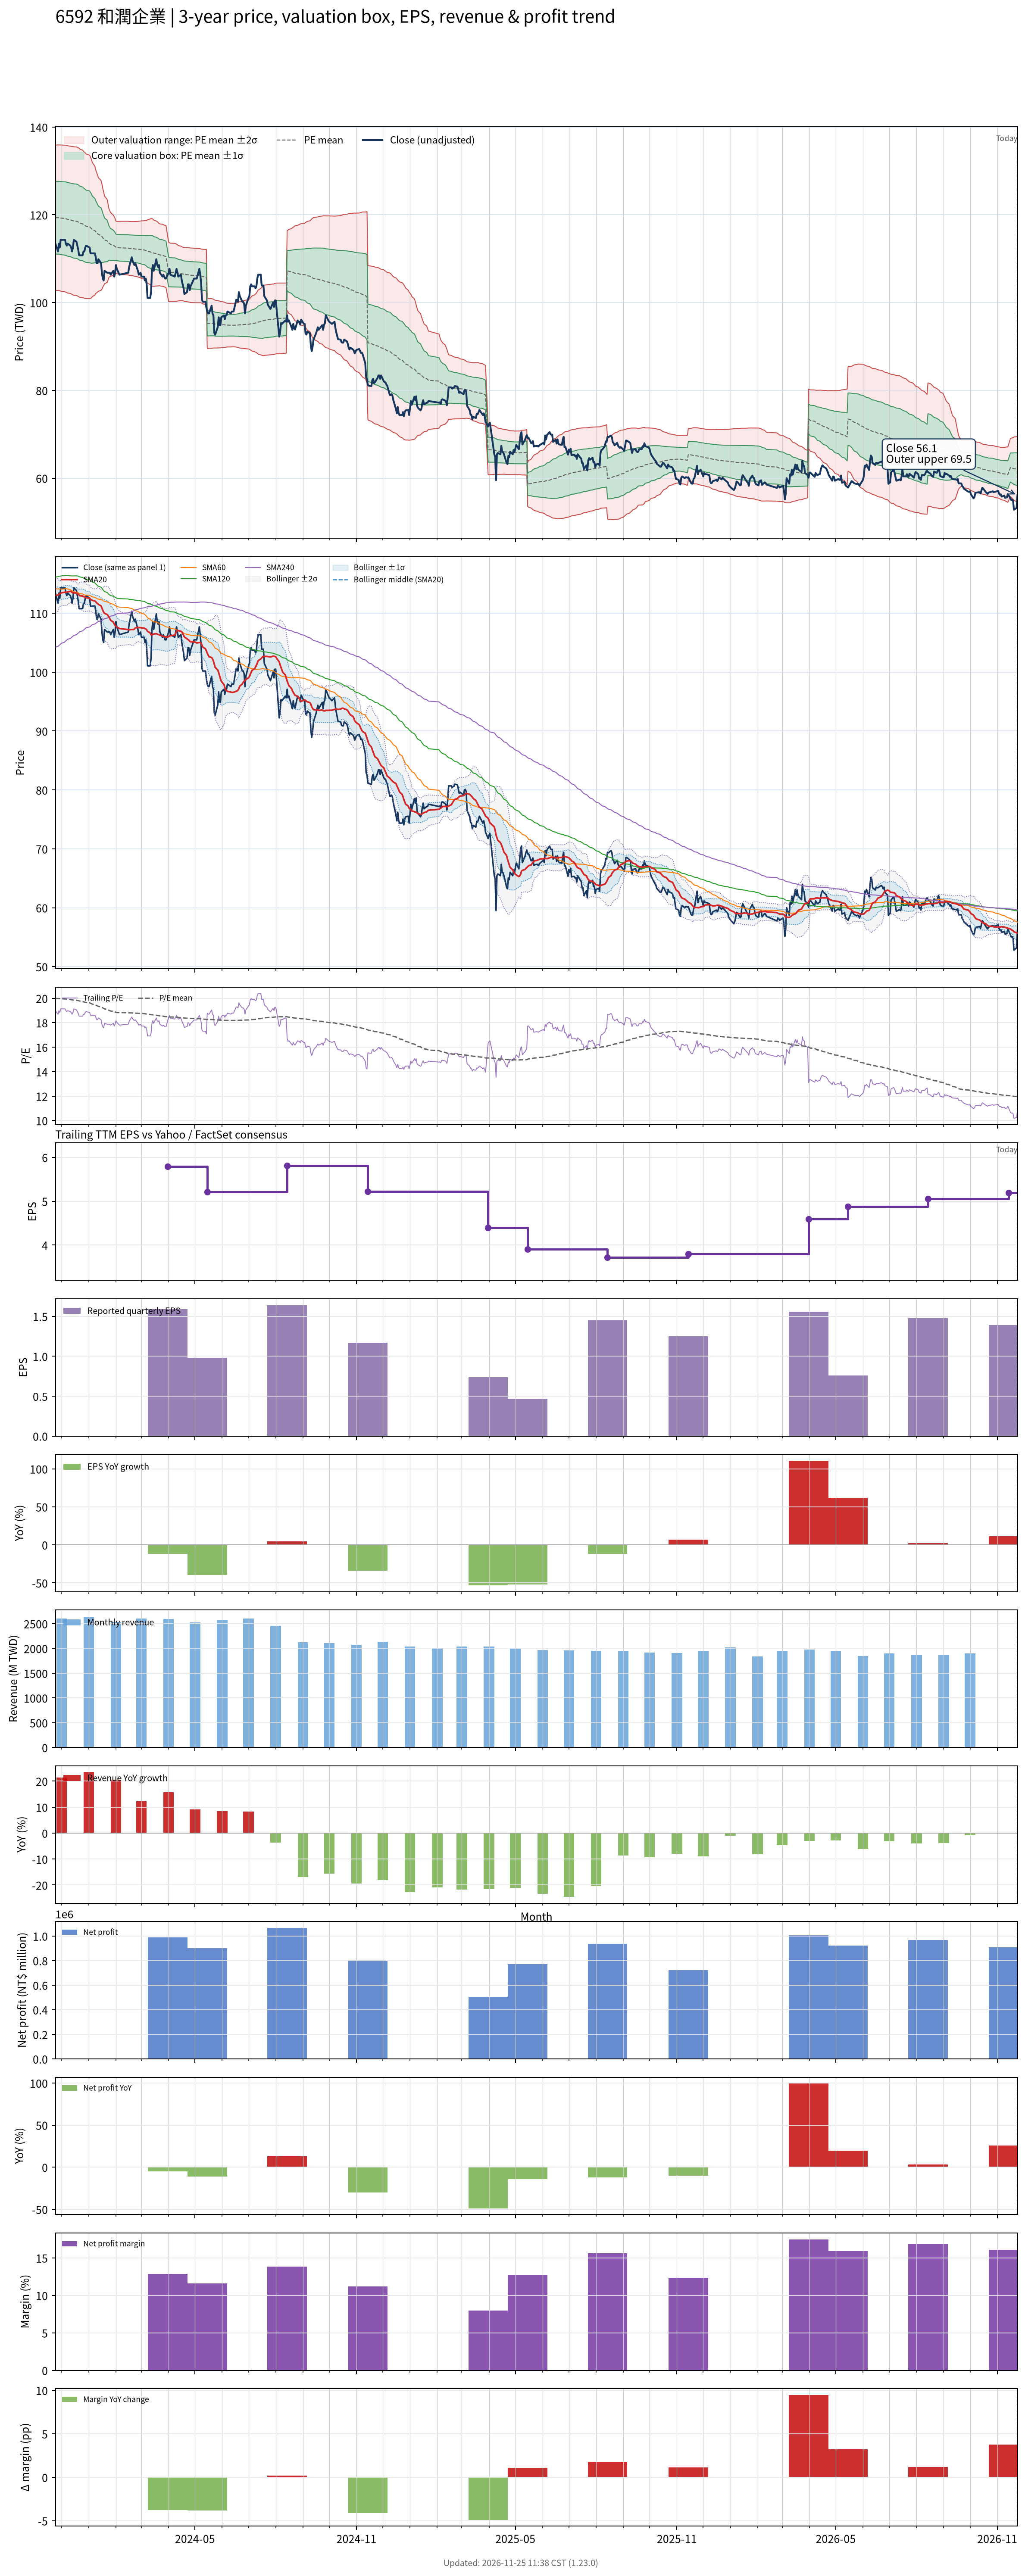 6592 和潤企業 | 3-year price, valuation box, EPS, revenue & profit trend
Outer valuation range: PE mean ±2σ
Core valuation box: PE mean ±1σ
PE mean
Close (unadjusted)
Today
Price (TWD)
140
120
100
80
60
Close 56.1
Outer upper 69.5
Close (same as panel 1)
SMA20
SMA60
SMA120
SMA240
Bollinger ±2σ
Bollinger ±1σ
Bollinger middle (SMA20)
Price
110
100
90
80
70
60
50
Trailing P/E
P/E mean
P/E
20
18
16
14
12
10
Trailing TTM EPS vs Yahoo / FactSet consensus
Today
EPS
6
5
4
Reported quarterly EPS
EPS
1.5
1.0
0.5
0.0
EPS YoY growth
YoY (%)
100
50
0
-50
Monthly revenue
Revenue (M TWD)
2500
2000
1500
1000
500
0
Revenue YoY growth
YoY (%)
20
10
0
-10
-20
Month
1e6
Net profit
Net profit (NT$ million)
1.0
0.8
0.6
0.4
0.2
0.0
Net profit YoY
YoY (%)
100
50
0
-50
Net profit margin
Margin (%)
15
10
5
0
Margin YoY change
Δ margin (pp)
10
5
0
-5
2024-05
2024-11
2025-05
2025-11
2026-05
2026-11
Updated: 2026-11-25 11:38 CST (1.23.0)